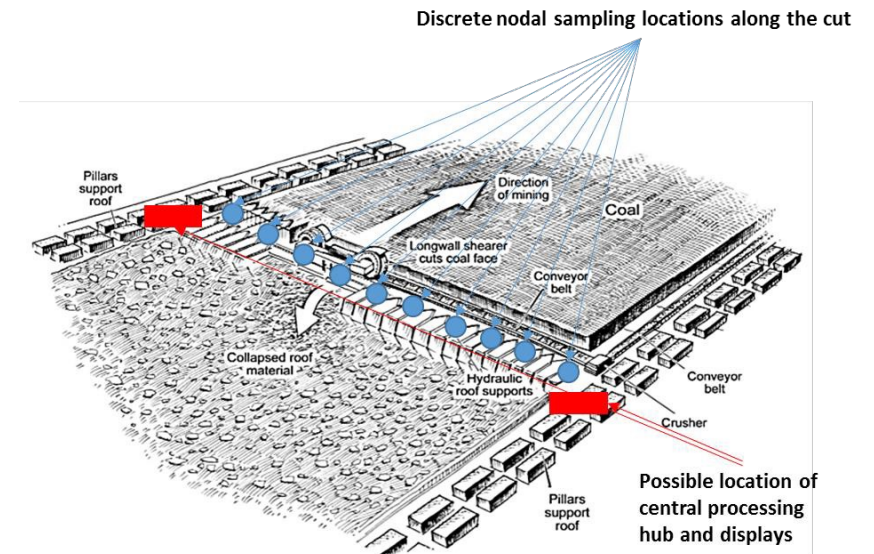 Discrete nodal sampling locations along the cut
Pillars
support
roof
Direction
of mining
Coal
Longwall shearer
cuts coal face
Conveyor
belt
Collapsed roof
material
Hydraulic
roof supports
Conveyor
belt
Crusher
Pillars
support
roof
Possible location of
central processing
hub and displays